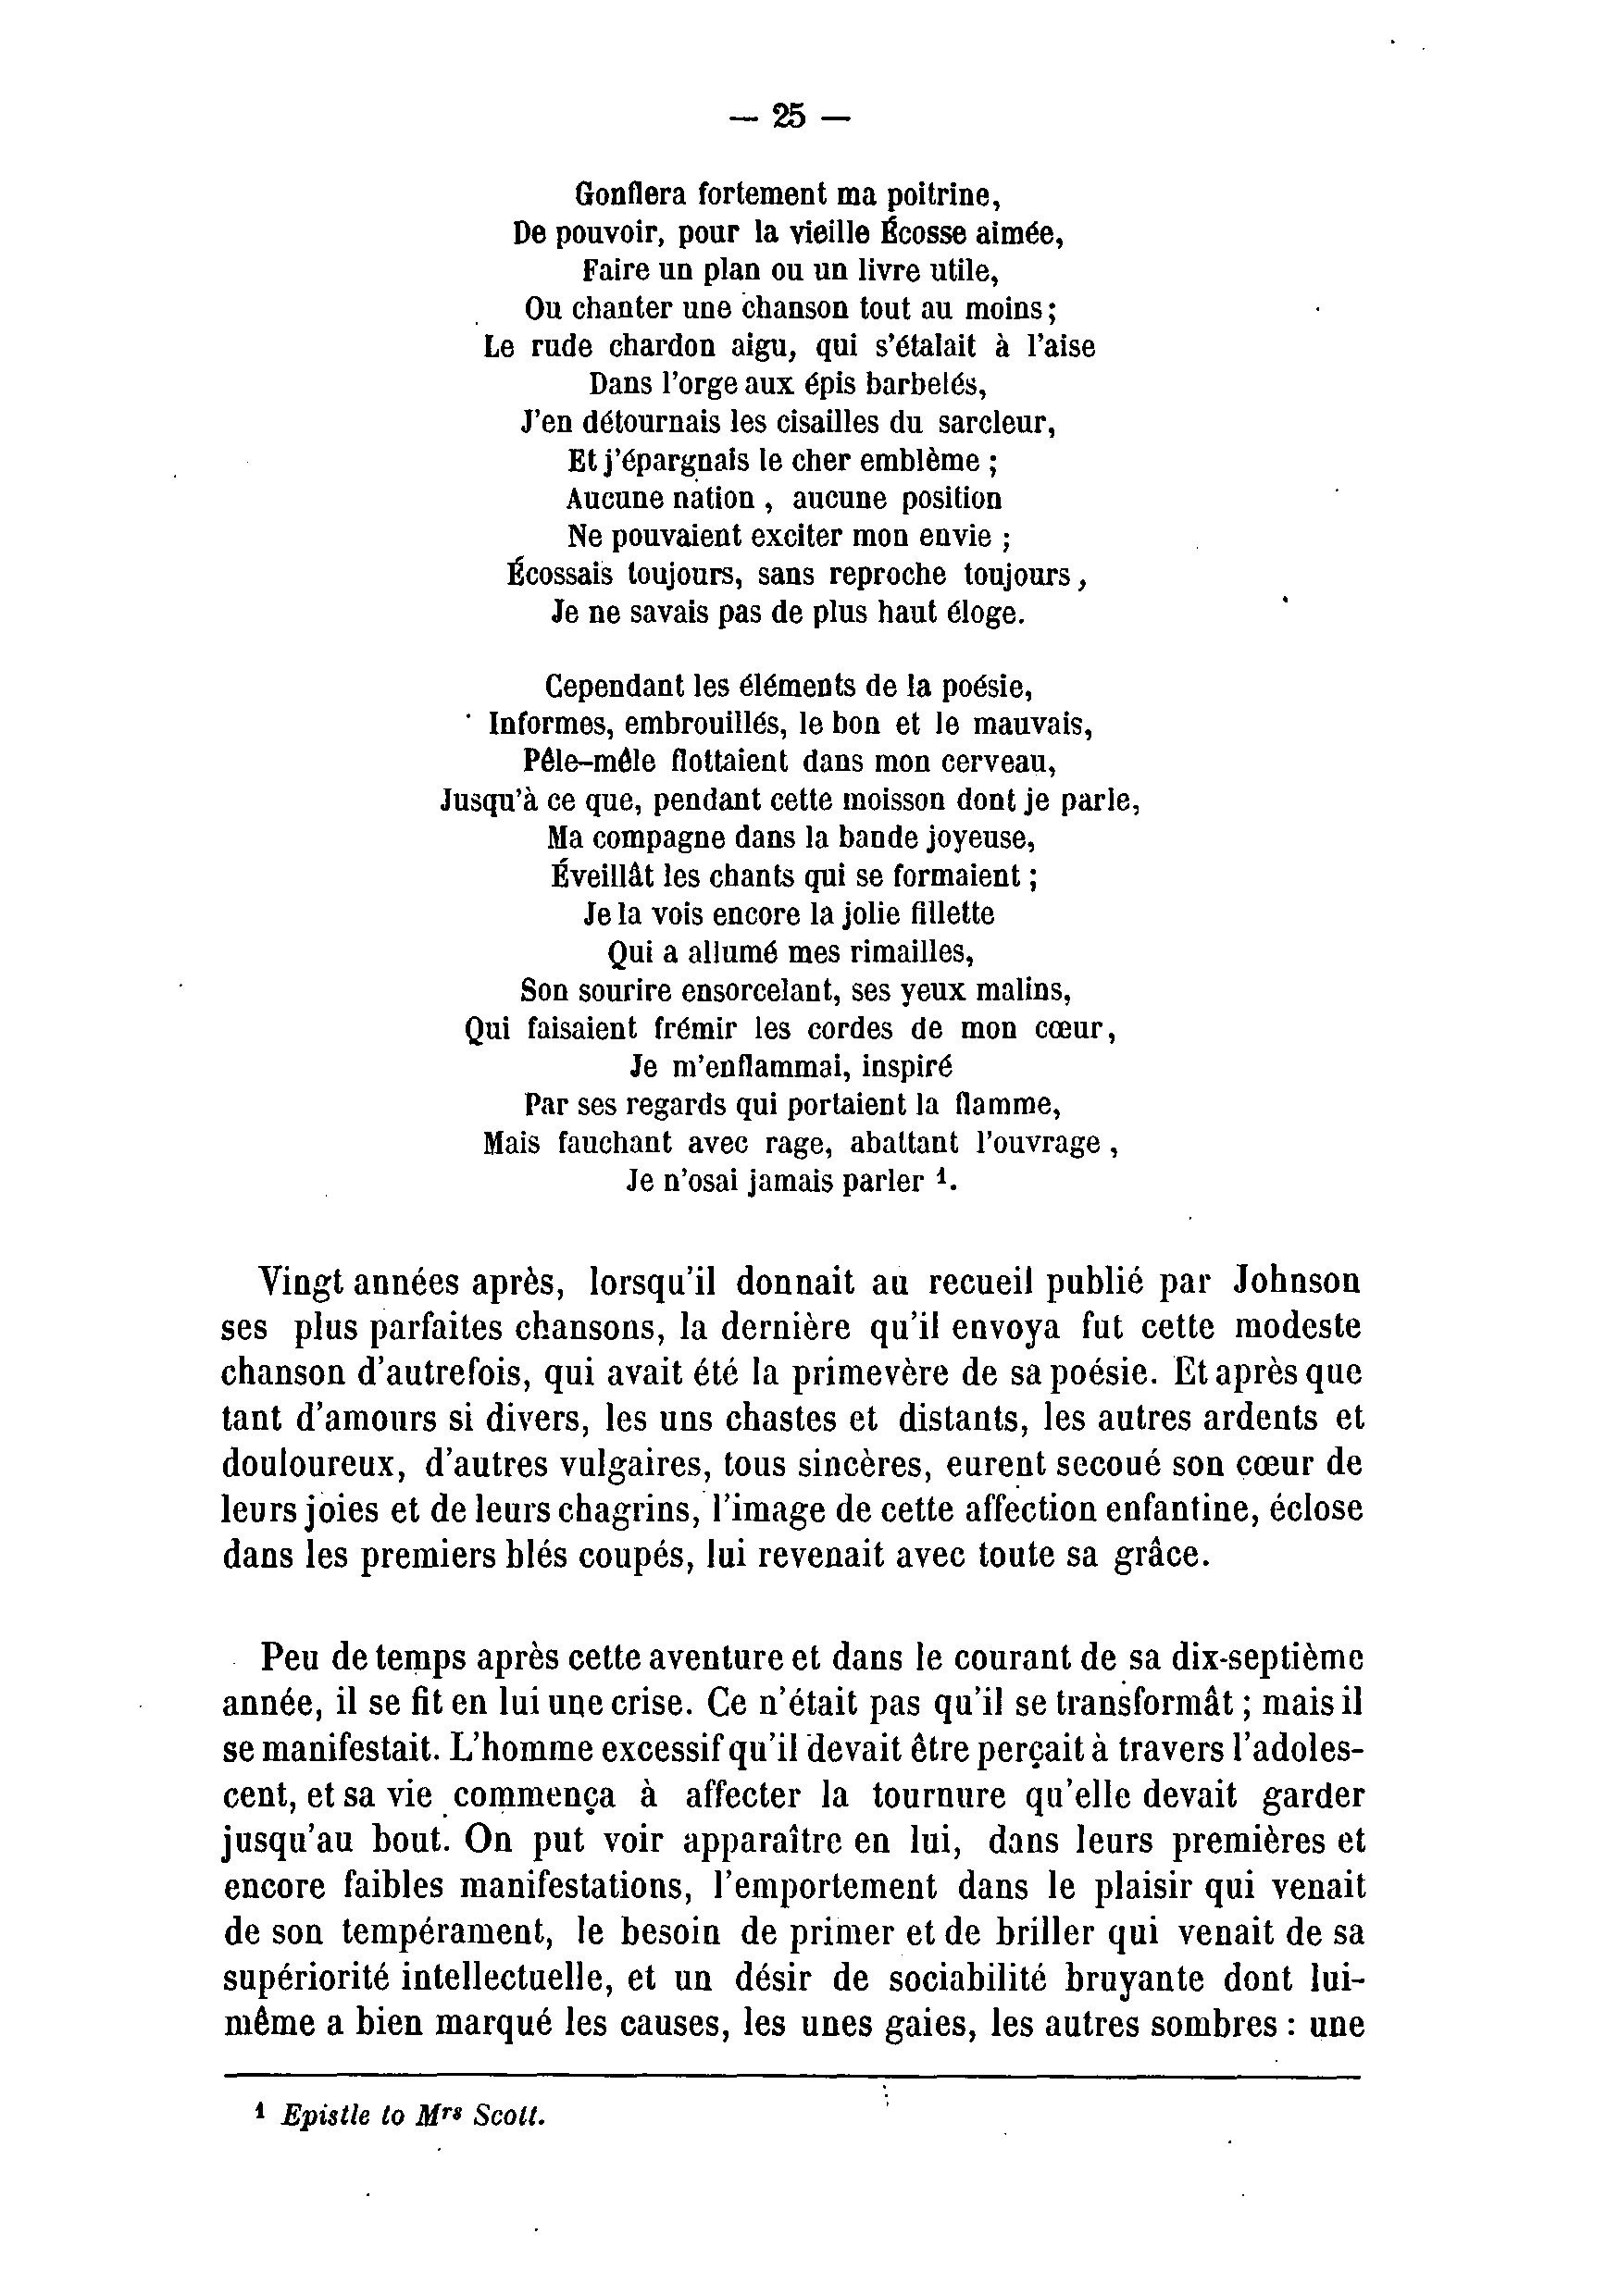 — 25 —
Gonflera fortement ma poitrine,
De pouvoir, pour la vieille Écosse aimée,
Faire un plan ou un livre utile,
Ou chanter une chanson tout au moins ;
Le rude chardon aigu, qui s'étalait à l'aise
Dans l'orge aux épis barbelés,
J'en détournais les cisailles du sarcleur,
Et j'épargnais le cher emblème ;
Aucune nation , aucune position
Ne pouvaient exciter mon envie ;
Écossais toujours, sans reproche toujours ,
Je ne savais pas de plus haut éloge.
Cependant les éléments de la poésie,
Informes, embrouillés, le bon et le mauvais,
Pêle-mêle flottaient dans mon cerveau,
Jusqu'à ce que, pendant cette moisson dont je parle,
Ma compagne dans la bande joyeuse,
Éveillât les chants qui se formaient ;
Je la vois encore la jolie fillette
Qui a allumé mes rimailles,
Son sourire ensorcelant, ses yeux malins,
Qui faisaient frémir les cordes de mon cœur,
Je m'enflammai, inspiré
Par ses regards qui portaient la flamme,
Mais fauchant avec rage, abattant l'ouvrage ,
Je n'osai jamais parler 1.
Vingt années après, lorsqu'il donnait au recueil publié par Johnson
ses plus parfaites chansons, la dernière qu'il envoya fut cette modeste
chanson d'autrefois, qui avait été la primevère de sa poésie. Et après que
tant d'amours si divers, les uns chastes et distants, les autres ardents et
douloureux, d'autres vulgaires, tous sincères, eurent secoué son cœur de
leurs joies et de leurs chagrins, l'image de cette affection enfantine, éclose
dans les premiers blés coupés, lui revenait avec toute sa grâce.
Peu de temps après cette aventure et dans le courant de sa dix-septième
année, il se fit en lui une crise. Ce n'était pas qu'il se transformât ; mais il
se manifestait. L'homme excessif qu'il devait être perçait à travers l'adoles-
cent, et sa vie commença à affecter la tournure qu'elle devait garder
jusqu'au bout. On put voir apparaître en lui, dans leurs premières et
encore faibles manifestations, l'emportement dans le plaisir qui venait
de son tempérament, le besoin de primer et de briller qui venait de sa
supériorité intellectuelle, et un désir de sociabilité bruyante dont lui-
même a bien marqué les causes, les unes gaies, les autres sombres : une
1 Epistle to Mrs Scott.